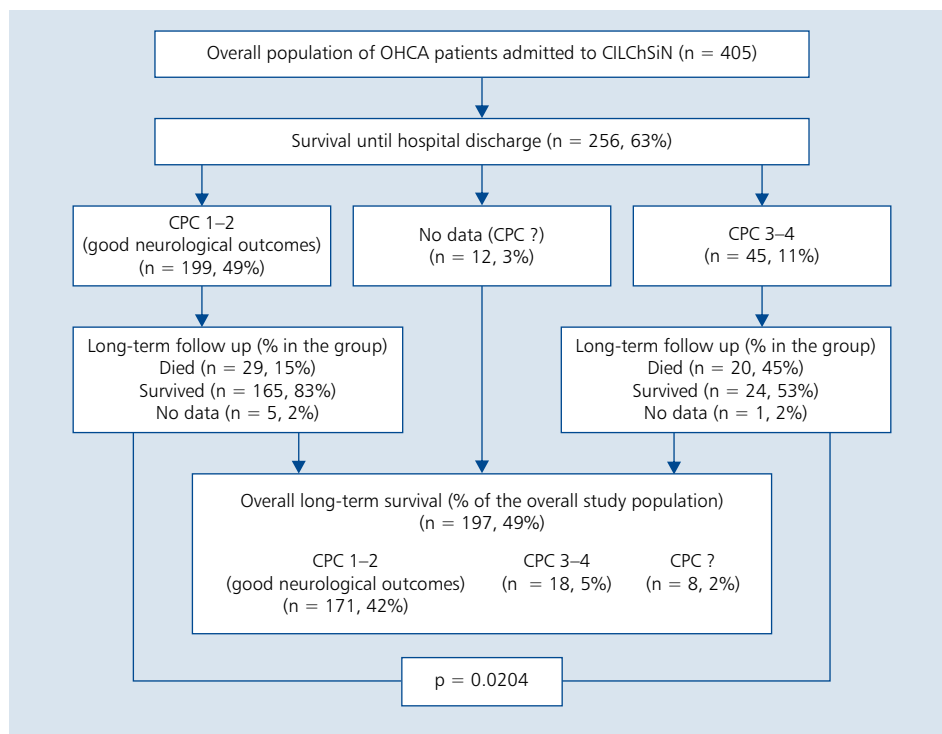 Overall population of OHCA patients admitted to CILChSiN (n = 405)
Survival until hospital discharge (n = 256, 63%)
CPC 1–2
(good neurological outcomes)
(n = 199, 49%)
No data (CPC ?)
(n = 12, 3%)
CPC 3–4
(n = 45, 11%)
Long-term follow up (% in the group)
Died (n = 29, 15%)
Survived (n = 165, 83%)
No data (n = 5, 2%)
Long-term follow up (% in the group)
Died (n = 20, 45%)
Survived (n = 24, 53%)
No data (n = 1, 2%)
Overall long-term survival (% of the overall study population)
(n = 197, 49%)
CPC 1–2
(good neurological outcomes)
(n = 171, 42%)
CPC 3–4
(n = 18, 5%)
CPC ?
(n = 8, 2%)
p = 0.0204